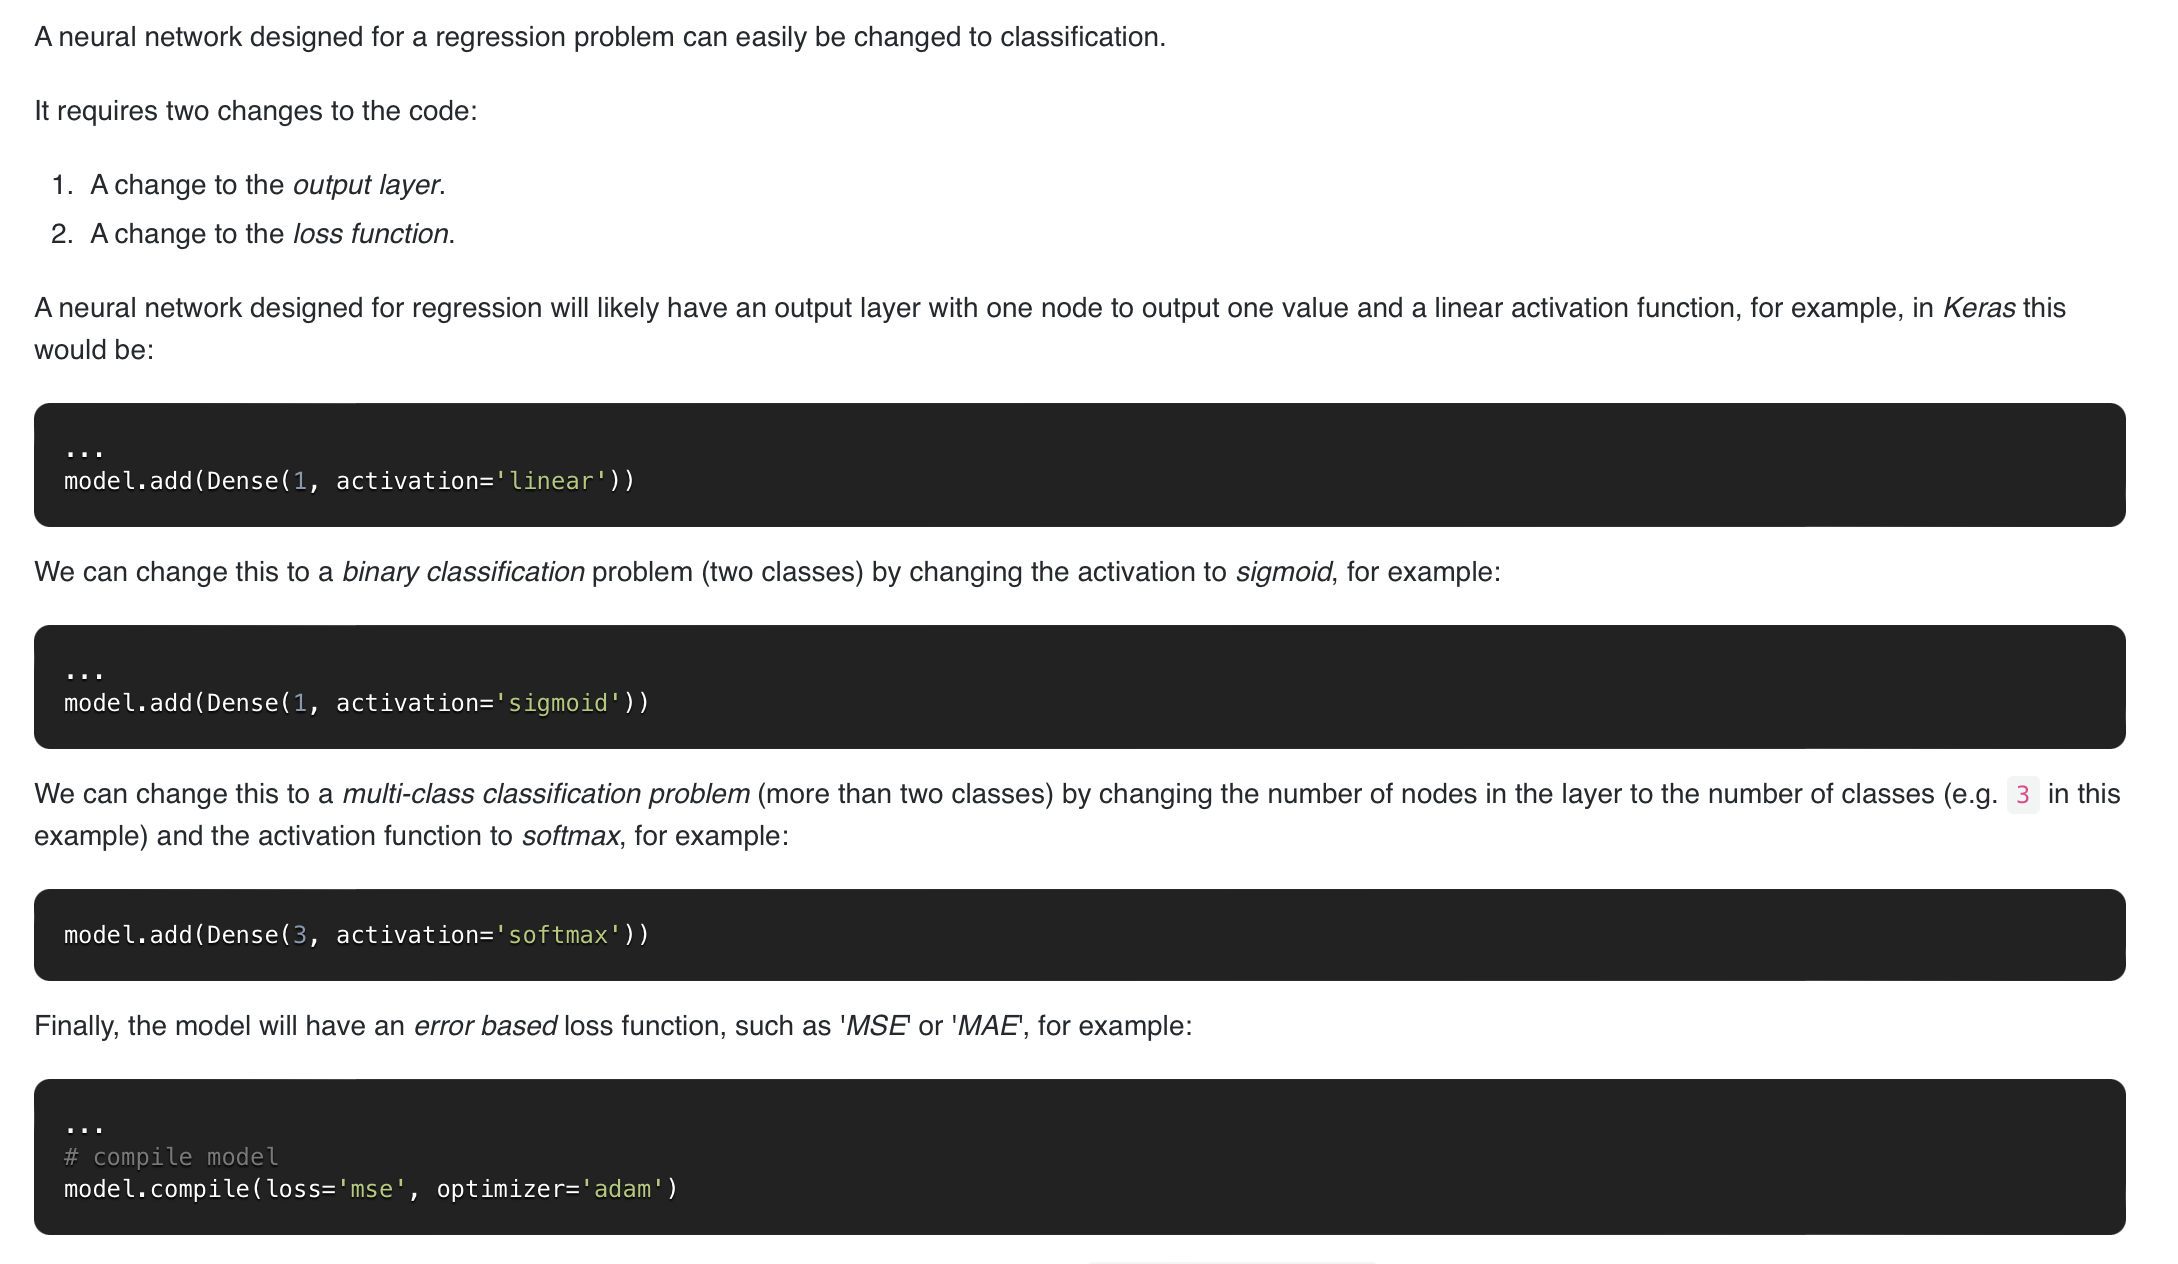 A neural network designed for a regression problem can easily be changed to classification.
It requires two changes to the code:
1. A change to the output layer.
2. A change to the loss function.
A neural network designed for regression will likely have an output layer with one node to output one value and a linear activation function, for example, in Keras this
would be:
...
model.add(Dense(1, activation='linear'))
We can change this to a binary classification problem (two classes) by changing the activation to sigmoid, for example:
...
model.add(Dense(1, activation='sigmoid'))
We can change this to a multi-class classification problem (more than two classes) by changing the number of nodes in the layer to the number of classes (e.g. 3 in this
example) and the activation function to softmax, for example:
model.add(Dense(3, activation='softmax'))
Finally, the model will have an error based loss function, such as 'MSE' or 'MAE', for example:
...
# compile model
model.compile(loss='mse', optimizer='adam')